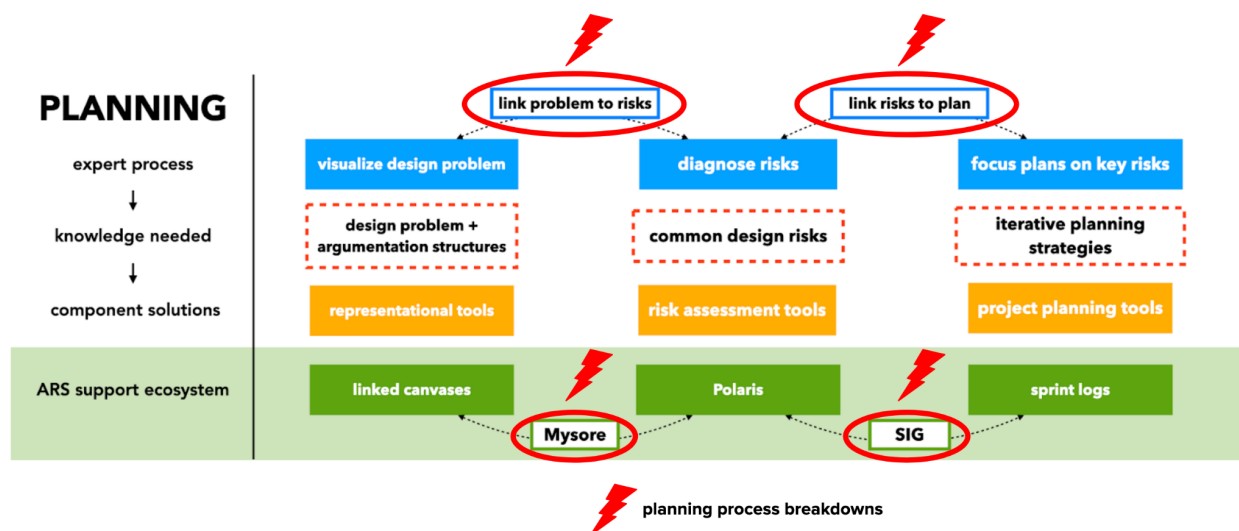 link problem to risks
link risks to plan
PLANNING
expert process
visualize design problem
diagnose risks
focus plans on key risks
knowledge needed
design problem +
argumentation structures
common design risks
iterative planning
strategies
component solutions
representational tools
risk assessment tools
project planning tools
ARS support ecosystem
linked canvases
Polaris
sprint logs
Mysore
SIG
planning process breakdowns